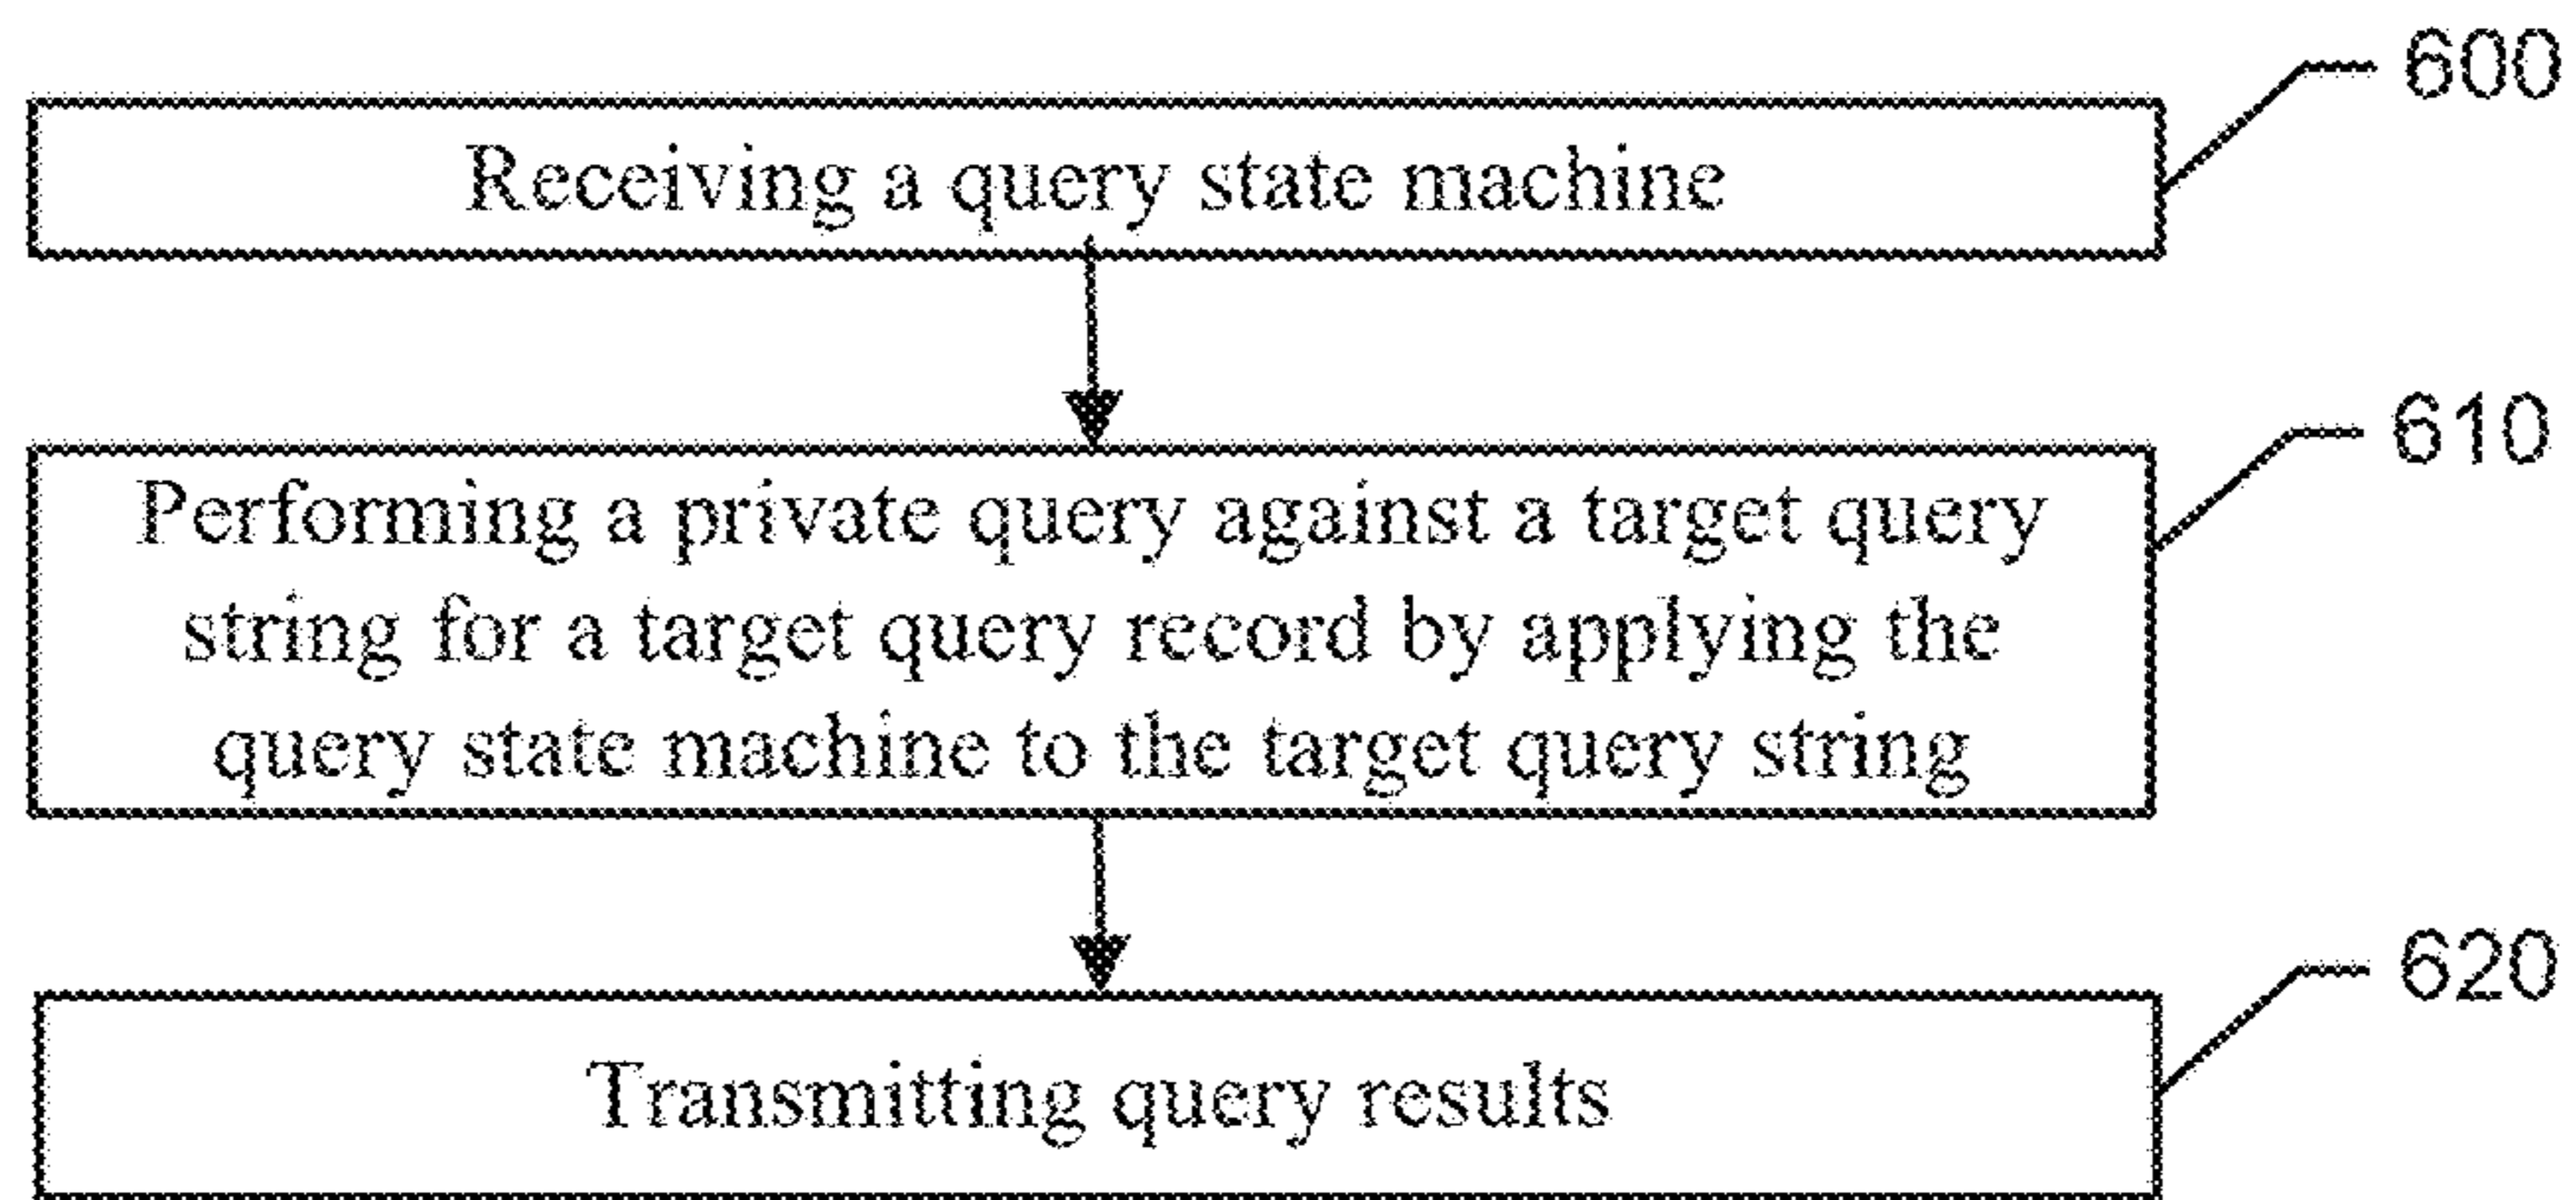 600
Receiving a query state machine
610
Performing a private query against a target query
string for a target query record by applying the
query state machine to the target query string
620
Transmitting query results